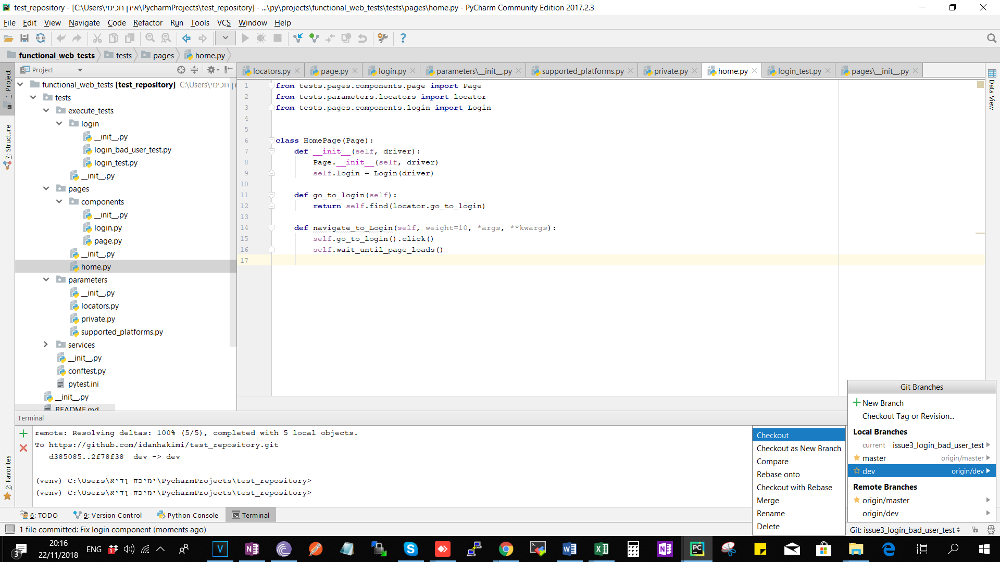 test_repository - [C:\Users\אידן חכימי\PycharmProjects\test_repository] - ...\py\projects\functional_web_tests\tests\pages\home.py - PyCharm Community Edition 2017.2.3
File Edit View Navigate Code Refactor Run Tools VCS Window Help
functional_web_tests tests pages home.py
1: Project
7: Structure
2: Favorites
Project
functional_web_tests [test_repository] C:\Users\אידן חכימי
tests
execute_tests
login
__init__.py
login_bad_user_test.py
login_test.py
__init__.py
pages
components
__init__.py
login.py
page.py
__init__.py
home.py
parameters
__init__.py
locators.py
private.py
supported_platforms.py
services
__init__.py
conftest.py
pytest.ini
__init__.py
README.md
locators.py page.py login.py parameters\__init__.py supported_platforms.py private.py home.py login_test.py pages\__init__.py
Data View
1 from tests.pages.components.page import Page
2 from tests.parameters.locators import locator
3 from tests.pages.components.login import Login
4
5
6 class HomePage(Page):
7 def __init__(self, driver):
8 Page.__init__(self, driver)
9 self.login = Login(driver)
10
11 def go_to_login(self):
12 return self.find(locator.go_to_login)
13
14 def navigate_to_Login(self, weight=10, *args, **kwargs):
15 self.go_to_login().click()
16 self.wait_until_page_loads()
17
Terminal
remote: Resolving deltas: 100% (5/5), completed with 5 local objects.
To https://github.com/idanhakimi/test_repository.git
d385085..2f78f38 dev -> dev
(venv) C:\Users\אידן חכימי\PycharmProjects\test_repository>
(venv) C:\Users\אידן חכימי\PycharmProjects\test_repository>
Checkout
Checkout as New Branch
Compare
Rebase onto
Checkout with Rebase
Merge
Rename
Delete
Git Branches
New Branch
Checkout Tag or Revision...
Local Branches
current issue3_login_bad_user_test
master origin/master
dev origin/dev
Remote Branches
origin/master
origin/dev
6: TODO 9: Version Control Python Console Terminal
1 file committed: Fix login component (moments ago)
Git: issue3_login_bad_user_test
3
20:16
22/11/2018
ENG